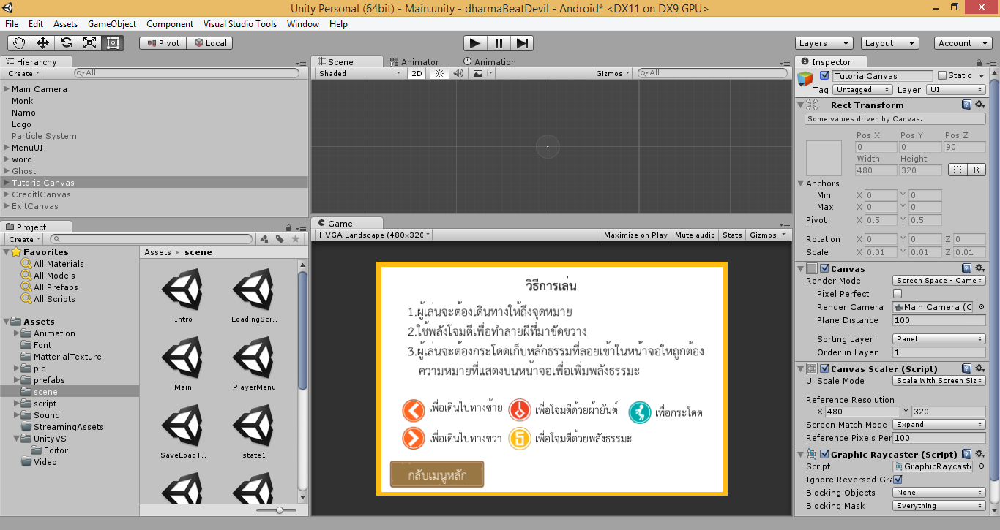 Unity Personal (64bit) - Main.unity - dharmaBeatDevil - Android* <DX11 on DX9 GPU>
File Edit Assets GameObject Component Visual Studio Tools Window Help
Pivot Local Layers Layout Account
Hierarchy
Create All
Main Camera
Monk
Namo
Logo
Particle System
MenuUI
word
Ghost
TutorialCanvas
CreditlCanvas
ExitCanvas
Project
Create
Favorites
All Materials
All Models
All Prefabs
All Scripts
Assets
Animation
Font
MatterialTexture
pic
prefabs
scene
script
Sound
StreamingAssets
UnityVS
Editor
Video
Assets scene
Intro LoadingScr...
Main PlayerMenu
SaveLoadT... state1
Scene Animator Animation
Shaded 2D Gizmos All
Game
HVGA Landscape (480x320 Maximize on Play Mute audio Stats Gizmos
วิธีการเล่น
1.ผู้เล่นจะต้องเดินทางให้ถึงจุดหมาย
2.ใช้พลังโจมตีเพื่อทำลายผีที่มาขัดขวาง
3.ผู้เล่นจะต้องกระโดดเก็บหลักธรรมที่ลอยเข้าในหน้าจอใหถูกต้อง
ความหมายที่แสดงบนหน้าจอเพื่อเพิ่มพลังธรรมะ
เพื่อเดินไปทางซ้าย เพื่อโจมตีด้วยผ้ายันต์ เพื่อกระโดด
เพื่อเดินไปทางขวา ธ เพื่อโจมตีด้วยพลังธรรมะ
กลับเมนูหลัก
Inspector
TutorialCanvas Static
Tag Untagged Layer UI
Rect Transform
Some values driven by Canvas.
Pos X Pos Y Pos Z
0 0 90
Width Height
480 320 R
Anchors
Min X 0 Y 0
Max X 0 Y 0
Pivot X 0.5 Y 0.5
Rotation X 0 Y 0 Z 0
Scale X 0.01 Y 0.01 Z 0.01
Canvas
Render Mode Screen Space - Came
Pixel Perfect
Render Camera Main Camera (C
Plane Distance 100
Sorting Layer Panel
Order in Layer 1
Canvas Scaler (Script)
Ui Scale Mode Scale With Screen Siz
Reference Resolution
X 480 Y 320
Screen Match Mode Expand
Reference Pixels Per 100
Graphic Raycaster (Script)
Script GraphicRaycaste
Ignore Reversed Gra
Blocking Objects None
Blocking Mask Everything